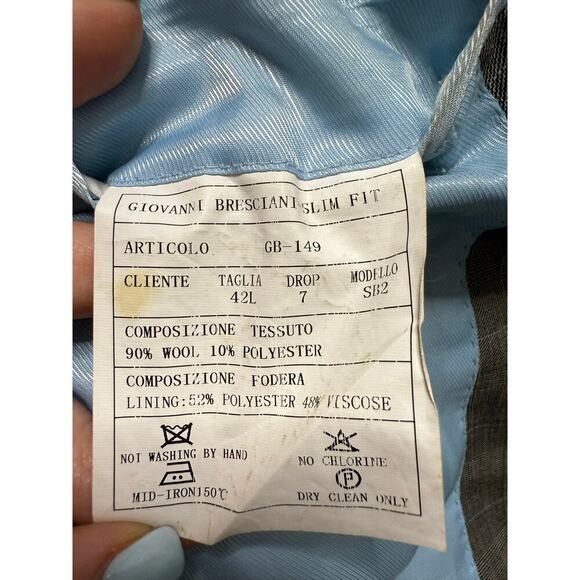 GIOVANNI BRESCIANI SLIM FIT
ARTICOLO GB-149
CLIENTE TAGLIA DROP MODELLO
42L 7 SB2
COMPOSIZIONE TESSUTO
90% WOOL 10% POLYESTER
COMPOSIZIONE FODERA
LINING:52% POLYESTER 48% VISCOSE
NOT WASHING BY HAND
NO CHLORINE
P
MID-IRON150℃
DRY CLEAN ONLY